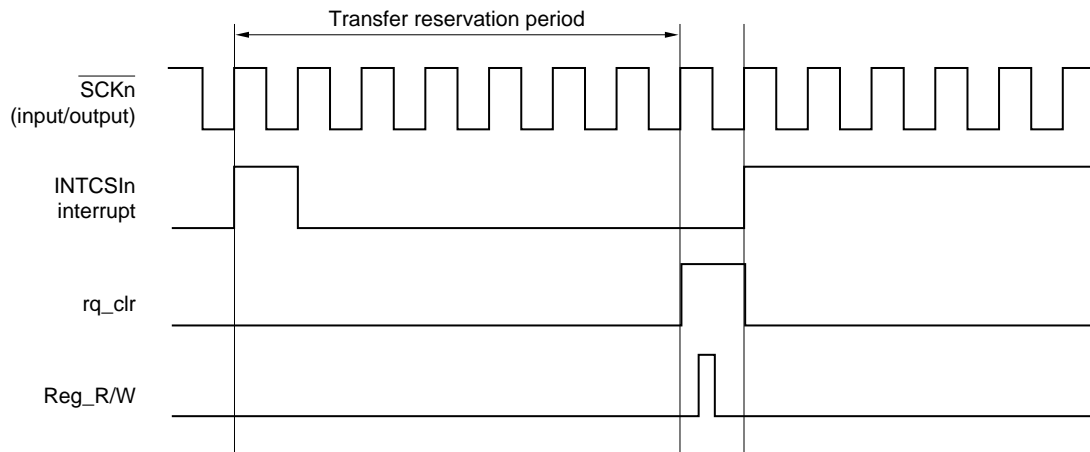 Transfer reservation period
SCKn
(input/output)
INTCSIn
interrupt
rq_clr
Reg_R/W